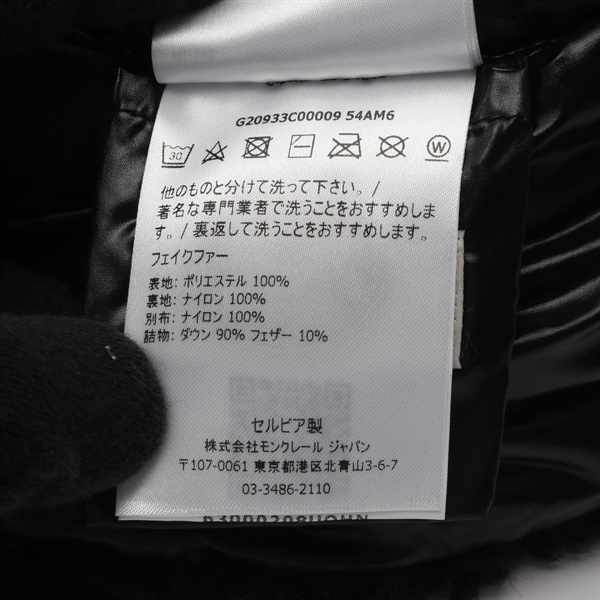 G20933C00009 54AM6
30 W
他のものと分けて洗って下さい。/
著名な専門業者で洗うことをおすすめしま
す。/ 裏返して洗うことをおすすめします。
フェイクファー
表地: ポリエステル 100%
裏地: ナイロン 100%
別布: ナイロン 100%
詰物: ダウン 90% フェザー 10%
セルビア製
株式会社モンクレール ジャパン
〒107-0061 東京都港区北青山3-6-7
03-3486-2110